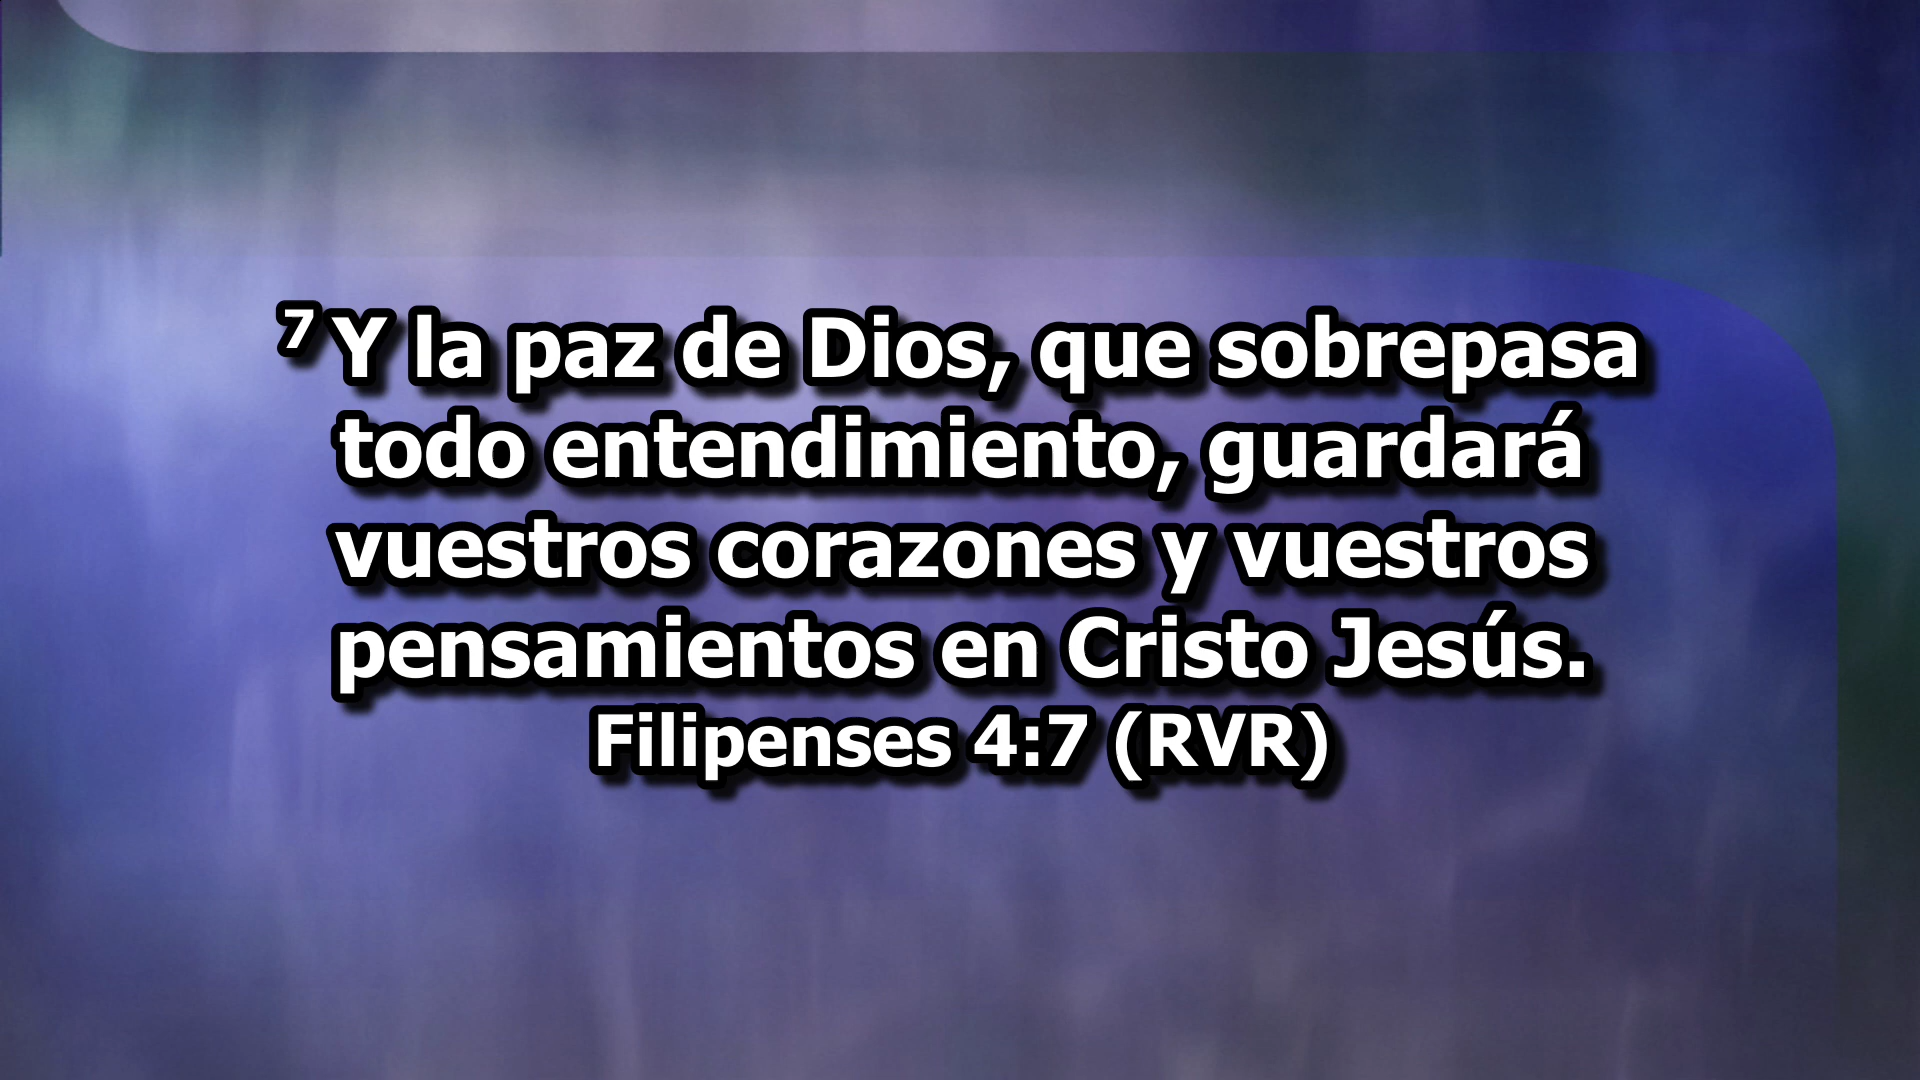 7 Y la paz de Dios, que sobrepasa
todo entendimiento, guardará
vuestros corazones y vuestros
pensamientos en Cristo Jesús.
Filipenses 4:7 (RVR)